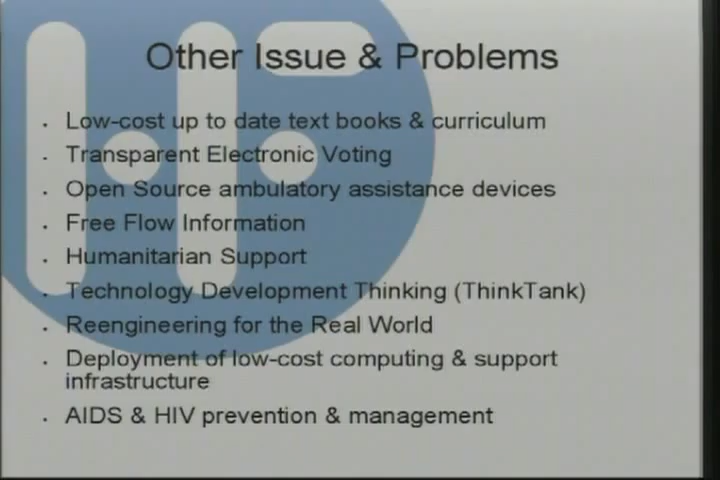 Other Issue & Problems
Low-cost up to date text books & curriculum
Transparent Electronic Voting
Open Source ambulatory assistance devices
Free Flow Information
Humanitarian Support
Technology Development Thinking (ThinkTank)
Reengineering for the Real World
Deployment of low-cost computing & support
infrastructure
AIDS & HIV prevention & management